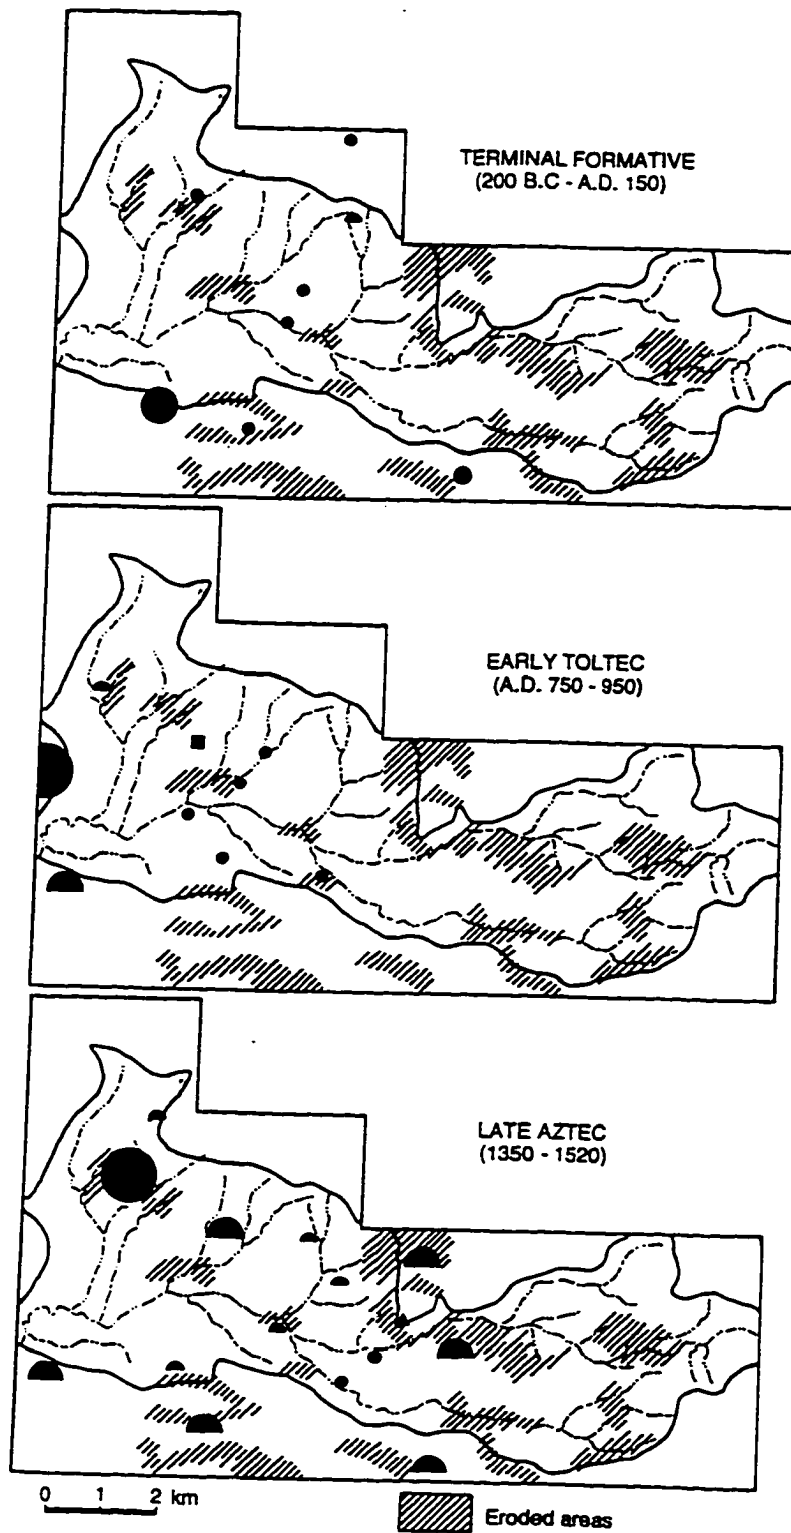 TERMINAL FORMATIVE
(200 B.C - A.D. 150)
EARLY TOLTEC
(A.D. 750 - 950)
LATE AZTEC
(1350 - 1520)
0 1 2 km
Eroded areas